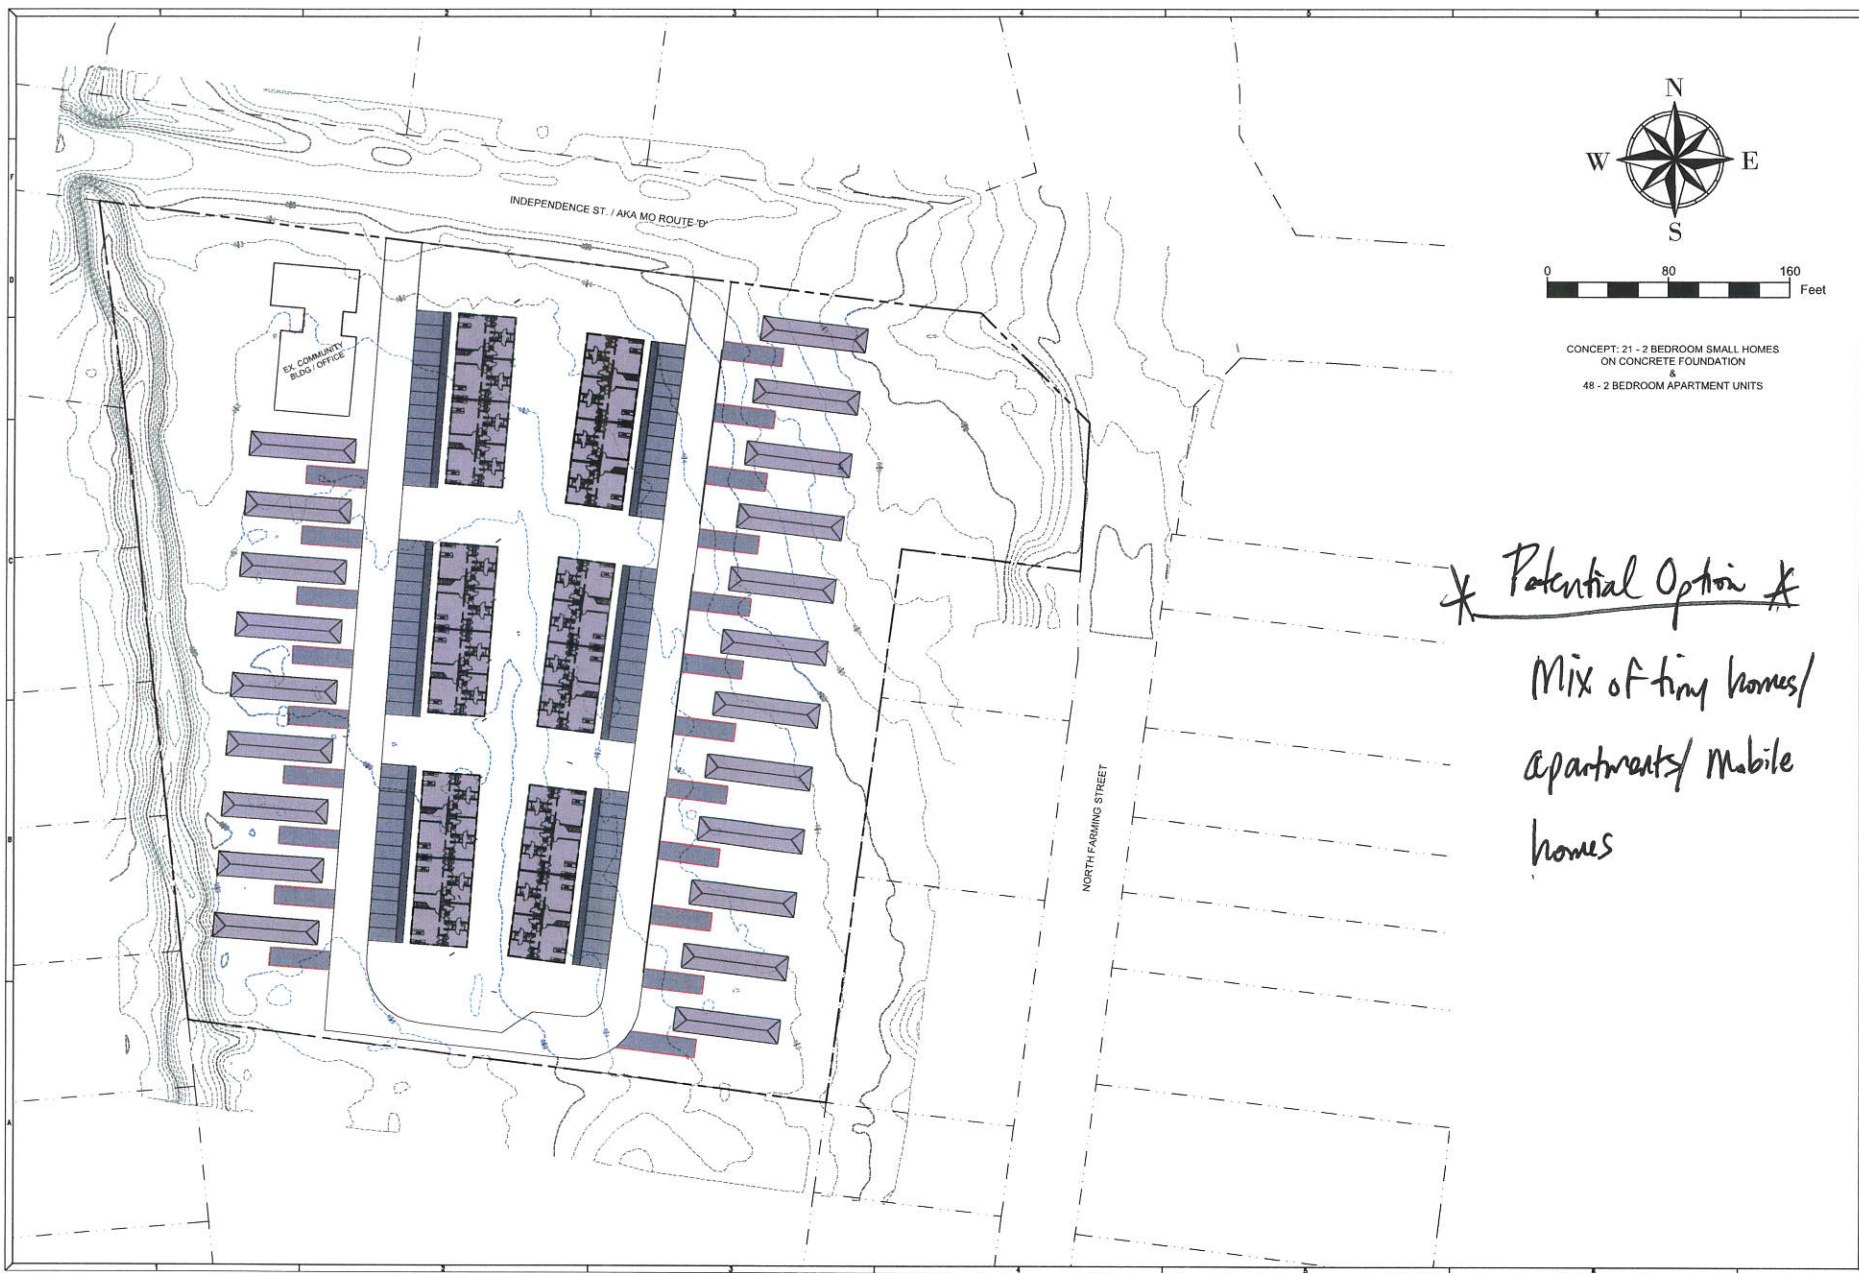 INDEPENDENCE ST. / AKA MO ROUTE 'D'
EX. COMMUNITY
BLDG / OFFICE
NORTH FARMING STREET
N
W
E
S
0 80 160
Feet
CONCEPT: 21 - 2 BEDROOM SMALL HOMES
ON CONCRETE FOUNDATION
&
48 - 2 BEDROOM APARTMENT UNITS
* Potential Option *
Mix of tiny homes/
apartments/ Mobile
homes